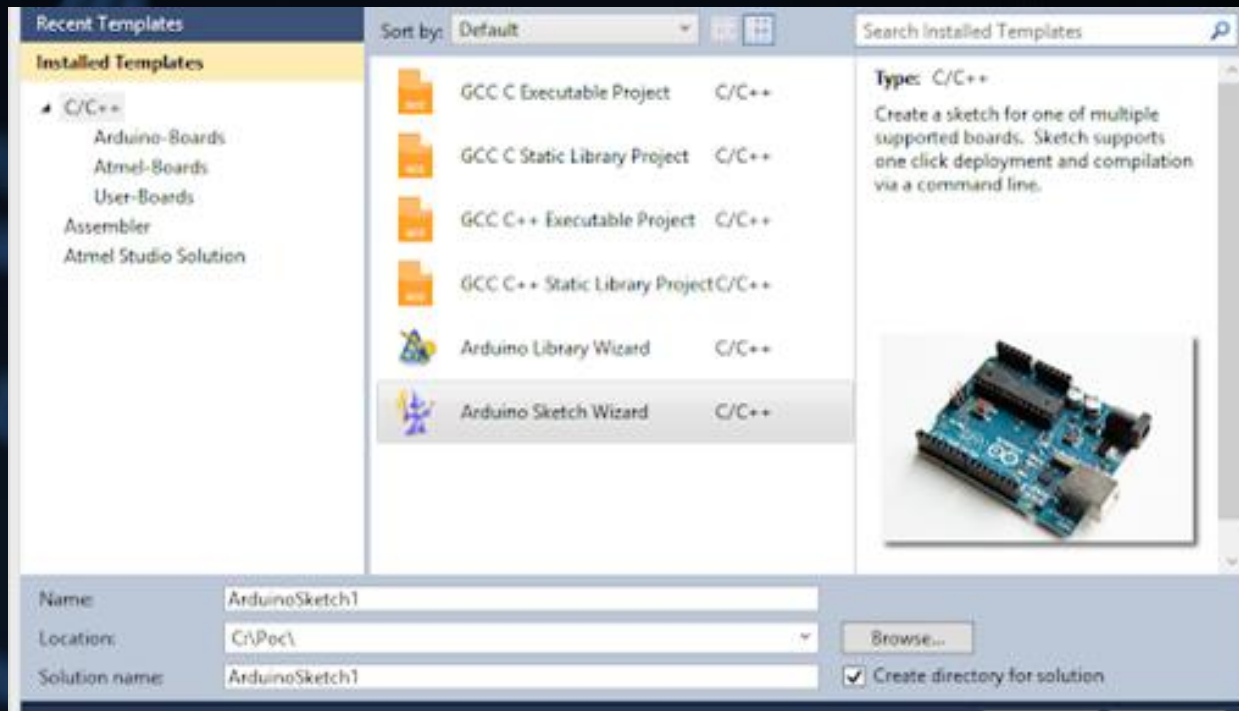 Recent Templates
Installed Templates
C/C++
Arduino-Boards
Atmel-Boards
User-Boards
Assembler
Atmel Studio Solution
Sort by: Default
GCC C Executable Project C/C++
GCC C Static Library Project C/C++
GCC C++ Executable Project C/C++
GCC C++ Static Library Project C/C++
Arduino Library Wizard C/C++
Arduino Sketch Wizard C/C++
Search Installed Templates
Type: C/C++
Create a sketch for one of multiple
supported boards. Sketch supports
one click deployment and compilation
via a command line.
Name: ArduinoSketch1
Location: C:\Poc\
Browse...
Solution name: ArduinoSketch1
Create directory for solution